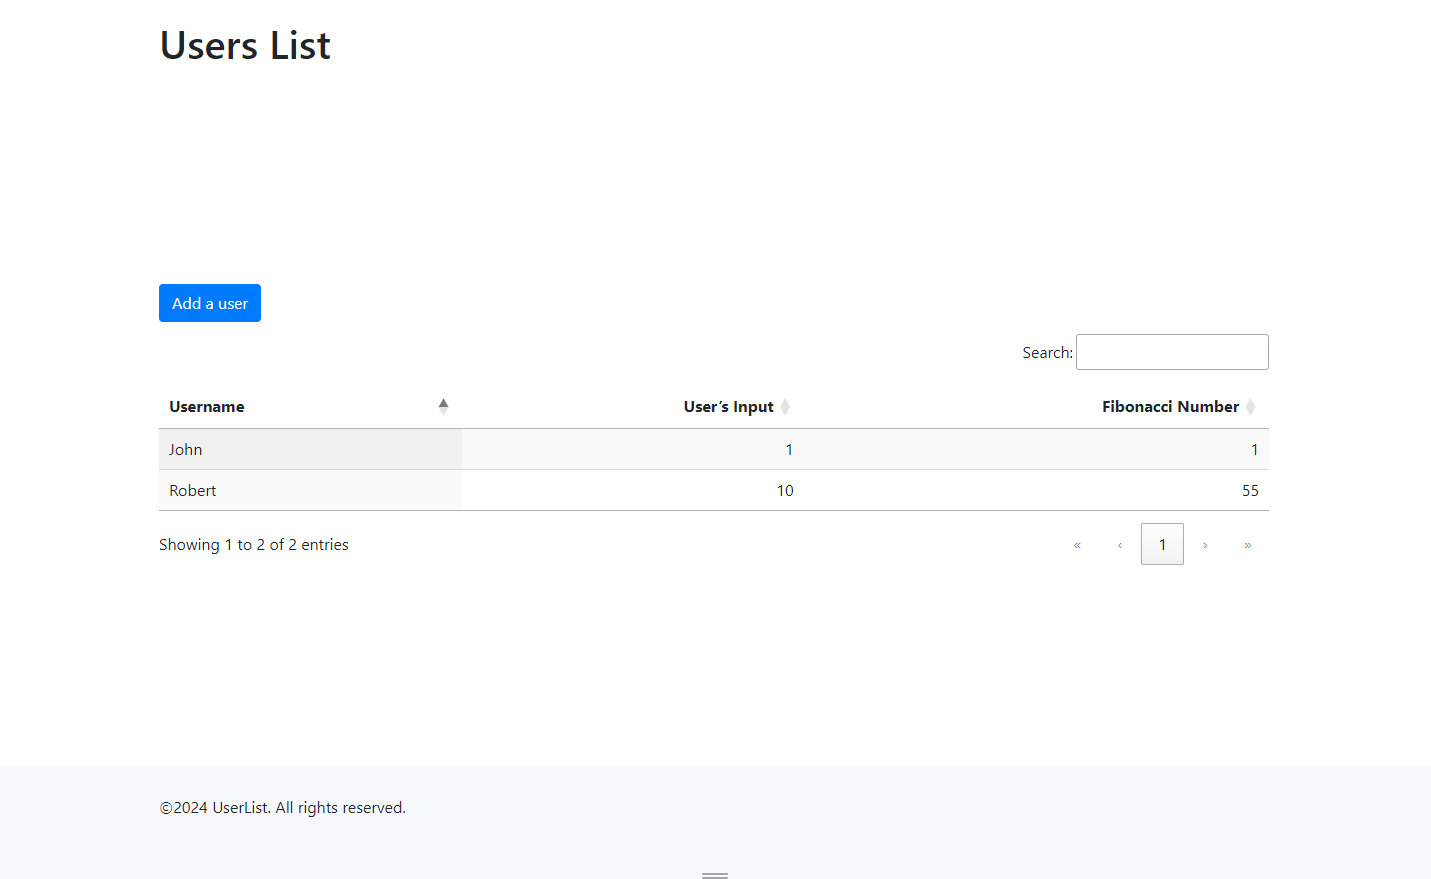 Users List
Add a user
Search:
Username User’s Input Fibonacci Number
John 1 1
Robert 10 55
Showing 1 to 2 of 2 entries « ‹ 1 › »
©2024 UserList. All rights reserved.